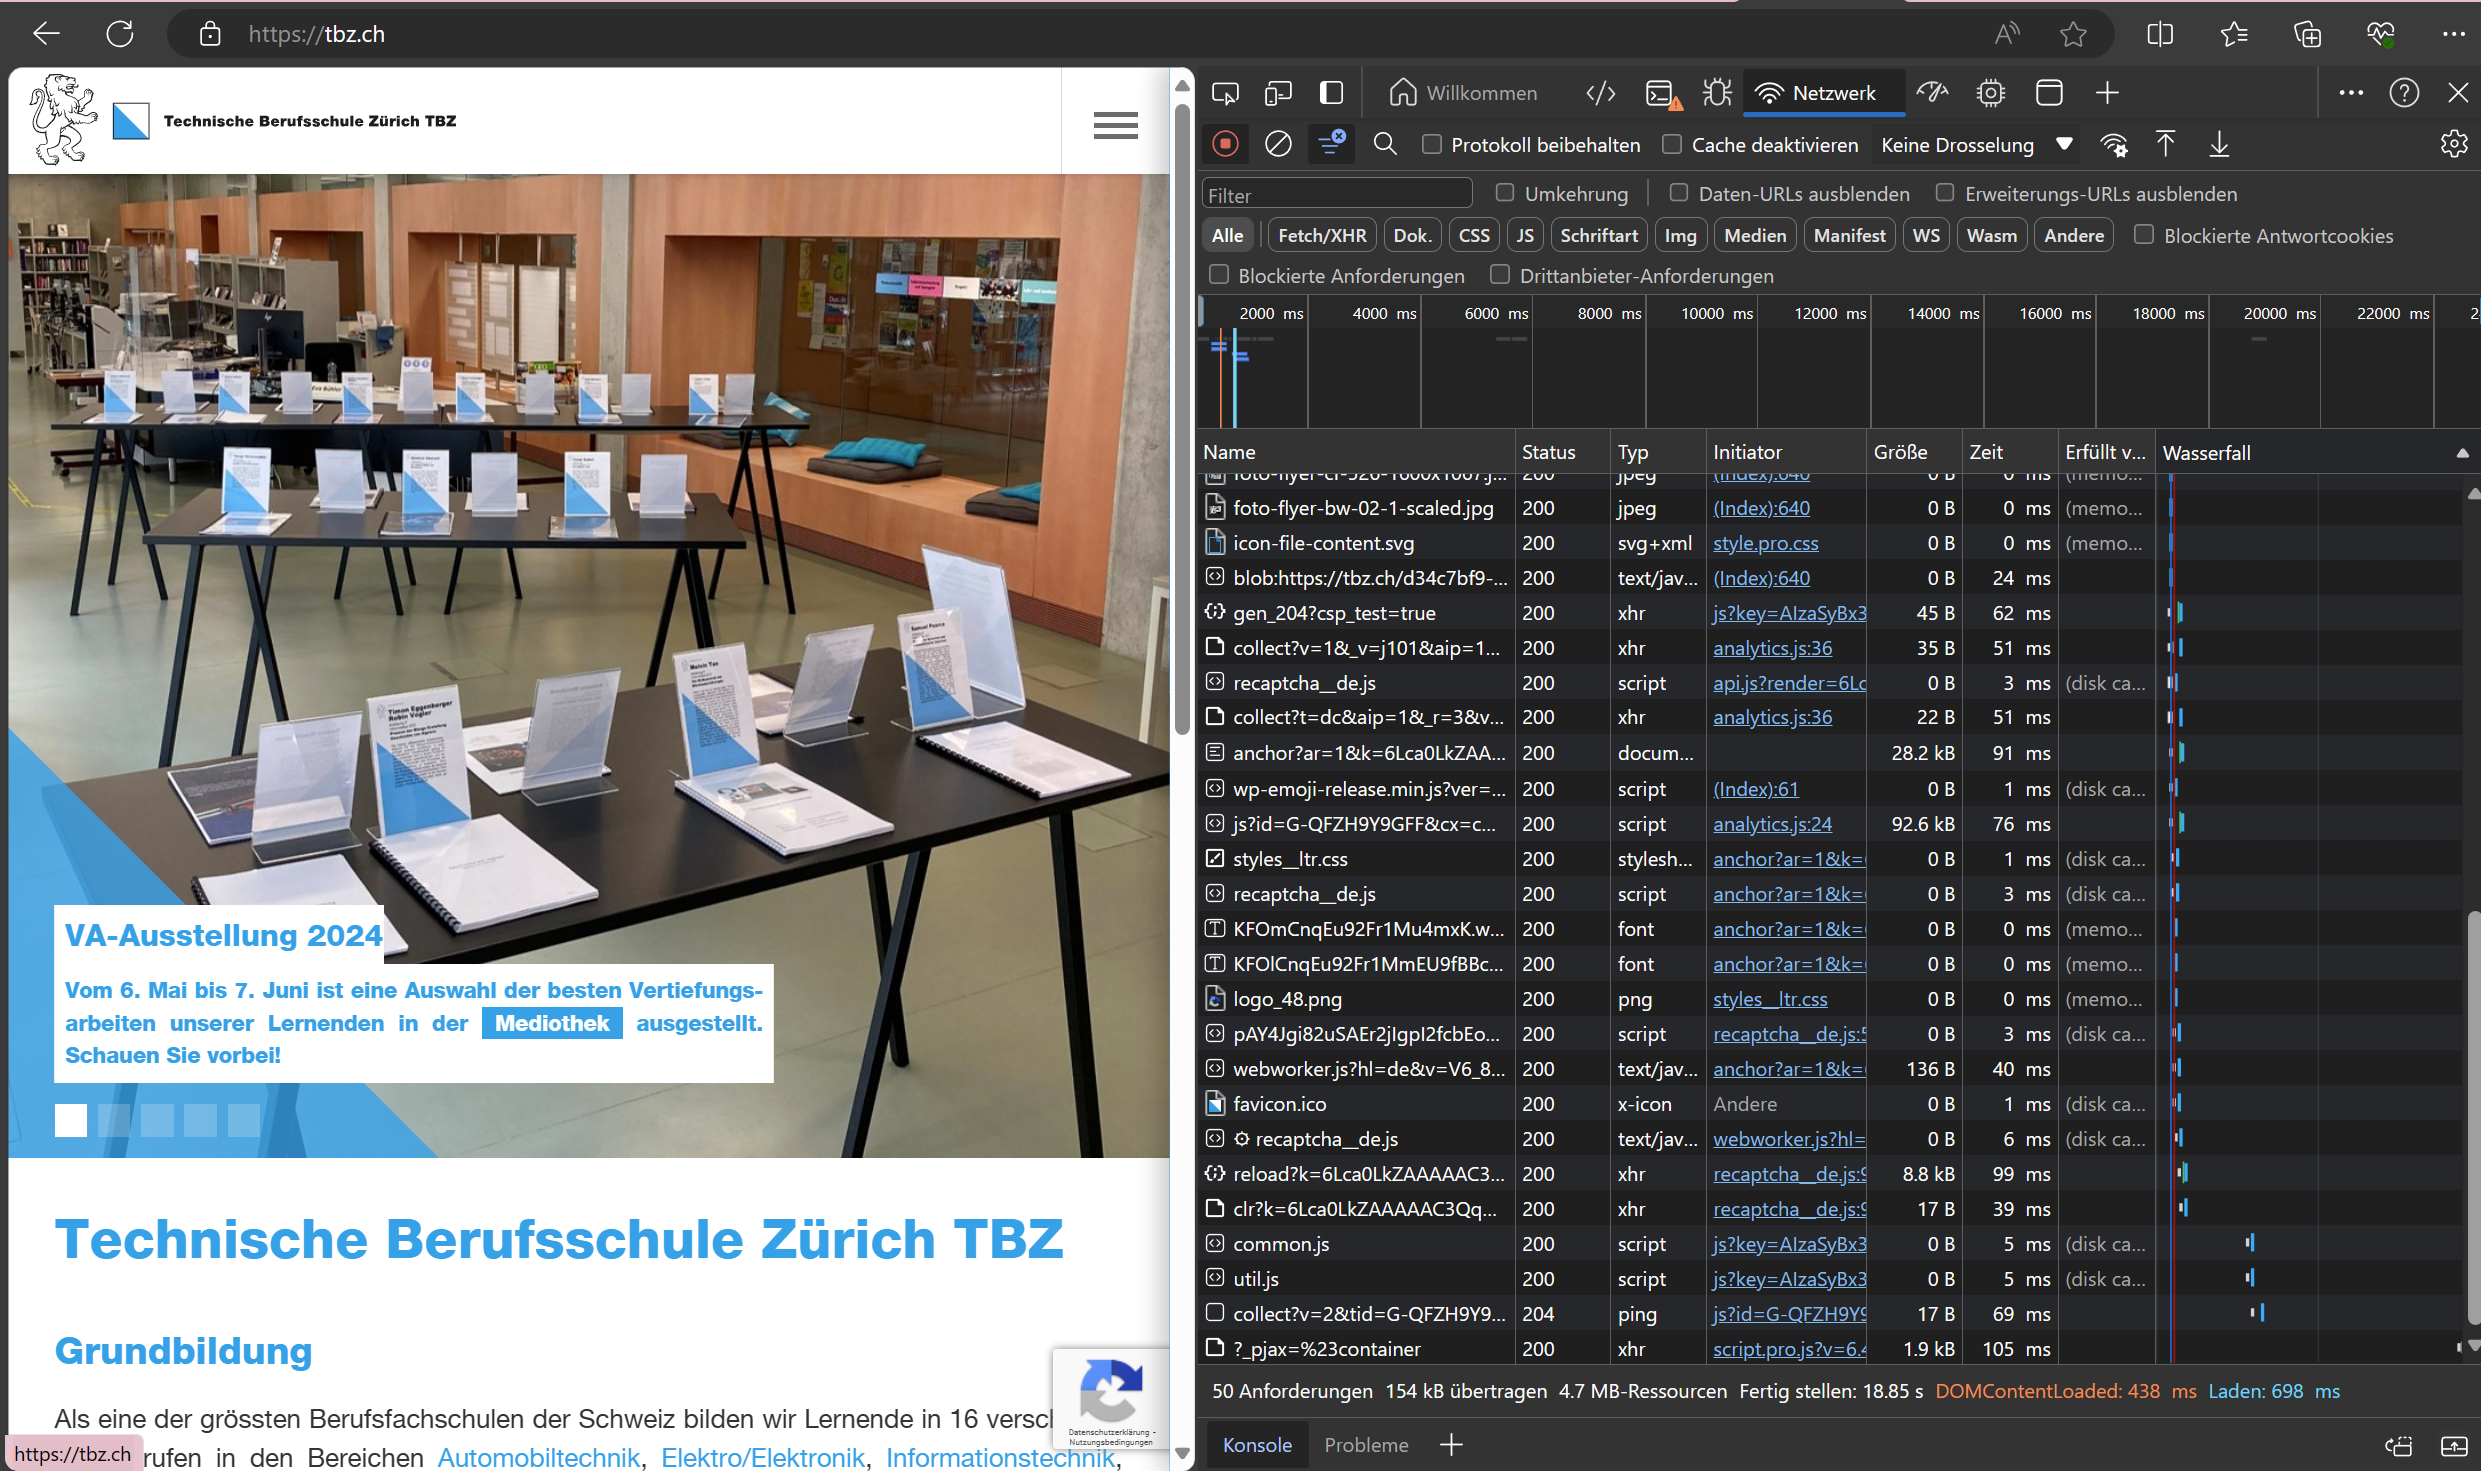 https://tbz.ch
Technische Berufsschule Zürich TBZ
VA-Ausstellung 2024
Vom 6. Mai bis 7. Juni ist eine Auswahl der besten Vertiefungs-
arbeiten unserer Lernenden in der Mediothek ausgestellt.
Schauen Sie vorbei!
Technische Berufsschule Zürich TBZ
Grundbildung
Als eine der grössten Berufsfachschulen der Schweiz bilden wir Lernende in 16 versch
rufen in den Bereichen Automobiltechnik, Elektro/Elektronik, Informationstechnik,
Datenschutzerklärung -
Nutzungsbedingungen
https://tbz.ch
Willkommen
Netzwerk
Protokoll beibehalten Cache deaktivieren Keine Drosselung
Filter Umkehrung Daten-URLs ausblenden Erweiterungs-URLs ausblenden
Alle Fetch/XHR Dok. CSS JS Schriftart Img Medien Manifest WS Wasm Andere Blockierte Antwortcookies
Blockierte Anforderungen Drittanbieter-Anforderungen
2000 ms 4000 ms 6000 ms 8000 ms 10000 ms 12000 ms 14000 ms 16000 ms 18000 ms 20000 ms 22000 ms 2
Name Status Typ Initiator Größe Zeit Erfüllt v... Wasserfall
foto-flyer-bw-02-1-scaled.jpg 200 jpeg (Index):640 0 B 0 ms (memo...
icon-file-content.svg 200 svg+xml style.pro.css 0 B 0 ms (memo...
blob:https://tbz.ch/d34c7bf9-... 200 text/jav... (Index):640 0 B 24 ms
gen_204?csp_test=true 200 xhr js?key=AIzaSyBx3 45 B 62 ms
collect?v=1&_v=j101&aip=1... 200 xhr analytics.js:36 35 B 51 ms
recaptcha__de.js 200 script api.js?render=6Lc 0 B 3 ms (disk ca...
collect?t=dc&aip=1&_r=3&v... 200 xhr analytics.js:36 22 B 51 ms
anchor?ar=1&k=6Lca0LkZAA... 200 docum... 28.2 kB 91 ms
wp-emoji-release.min.js?ver=... 200 script (Index):61 0 B 1 ms (disk ca...
js?id=G-QFZH9Y9GFF&cx=c... 200 script analytics.js:24 92.6 kB 76 ms
styles__ltr.css 200 stylesh... anchor?ar=1&k= 0 B 1 ms (disk ca...
recaptcha__de.js 200 script anchor?ar=1&k= 0 B 3 ms (disk ca...
KFOmCnqEu92Fr1Mu4mxK.w... 200 font anchor?ar=1&k= 0 B 0 ms (memo...
KFOlCnqEu92Fr1MmEU9fBBc... 200 font anchor?ar=1&k= 0 B 0 ms (memo...
logo_48.png 200 png styles__ltr.css 0 B 0 ms (memo...
pAY4Jgi82uSAEr2jIgpI2fcbEo... 200 script recaptcha__de.js:5 0 B 3 ms (disk ca...
webworker.js?hl=de&v=V6_8... 200 text/jav... anchor?ar=1&k= 136 B 40 ms
favicon.ico 200 x-icon Andere 0 B 1 ms (disk ca...
recaptcha__de.js 200 text/jav... webworker.js?hl= 0 B 6 ms (disk ca...
reload?k=6Lca0LkZAAAAAC3... 200 xhr recaptcha__de.js:9 8.8 kB 99 ms
clr?k=6Lca0LkZAAAAAC3Qq... 200 xhr recaptcha__de.js:9 17 B 39 ms
common.js 200 script js?key=AIzaSyBx3 0 B 5 ms (disk ca...
util.js 200 script js?key=AIzaSyBx3 0 B 5 ms (disk ca...
collect?v=2&tid=G-QFZH9Y9... 204 ping js?id=G-QFZH9Y9 17 B 69 ms
?_pjax=%23container 200 xhr script.pro.js?v=6.4 1.9 kB 105 ms
50 Anforderungen 154 kB übertragen 4.7 MB-Ressourcen Fertig stellen: 18.85 s DOMContentLoaded: 438 ms Laden: 698 ms
Konsole Probleme